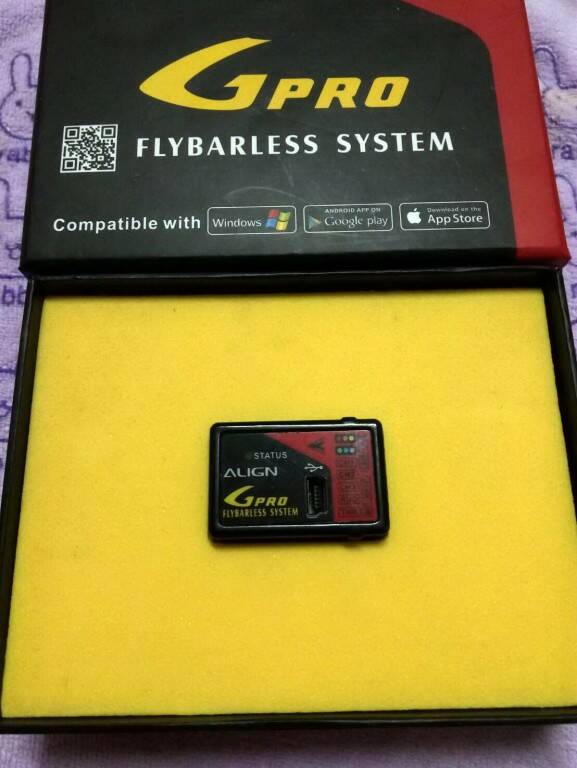 GPRO
FLYBARLESS SYSTEM
Compatible with
Windows
ANDROID APP ON
Google play
Download on the
App Store
STATUS
ALIGN
GPRO
FLYBARLESS SYSTEM